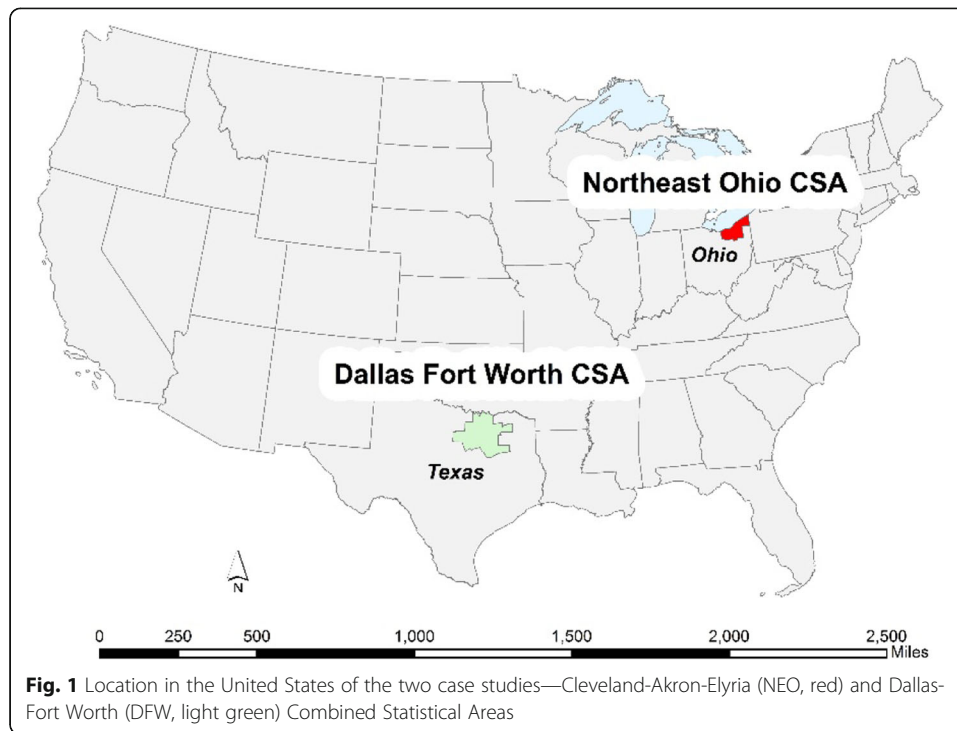 Northeast Ohio CSA
Ohio
Dallas Fort Worth CSA
Texas
N
0 250 500 1,000 1,500 2,000 2,500
Miles
Fig. 1 Location in the United States of the two case studies—Cleveland-Akron-Elyria (NEO, red) and Dallas-
Fort Worth (DFW, light green) Combined Statistical Areas